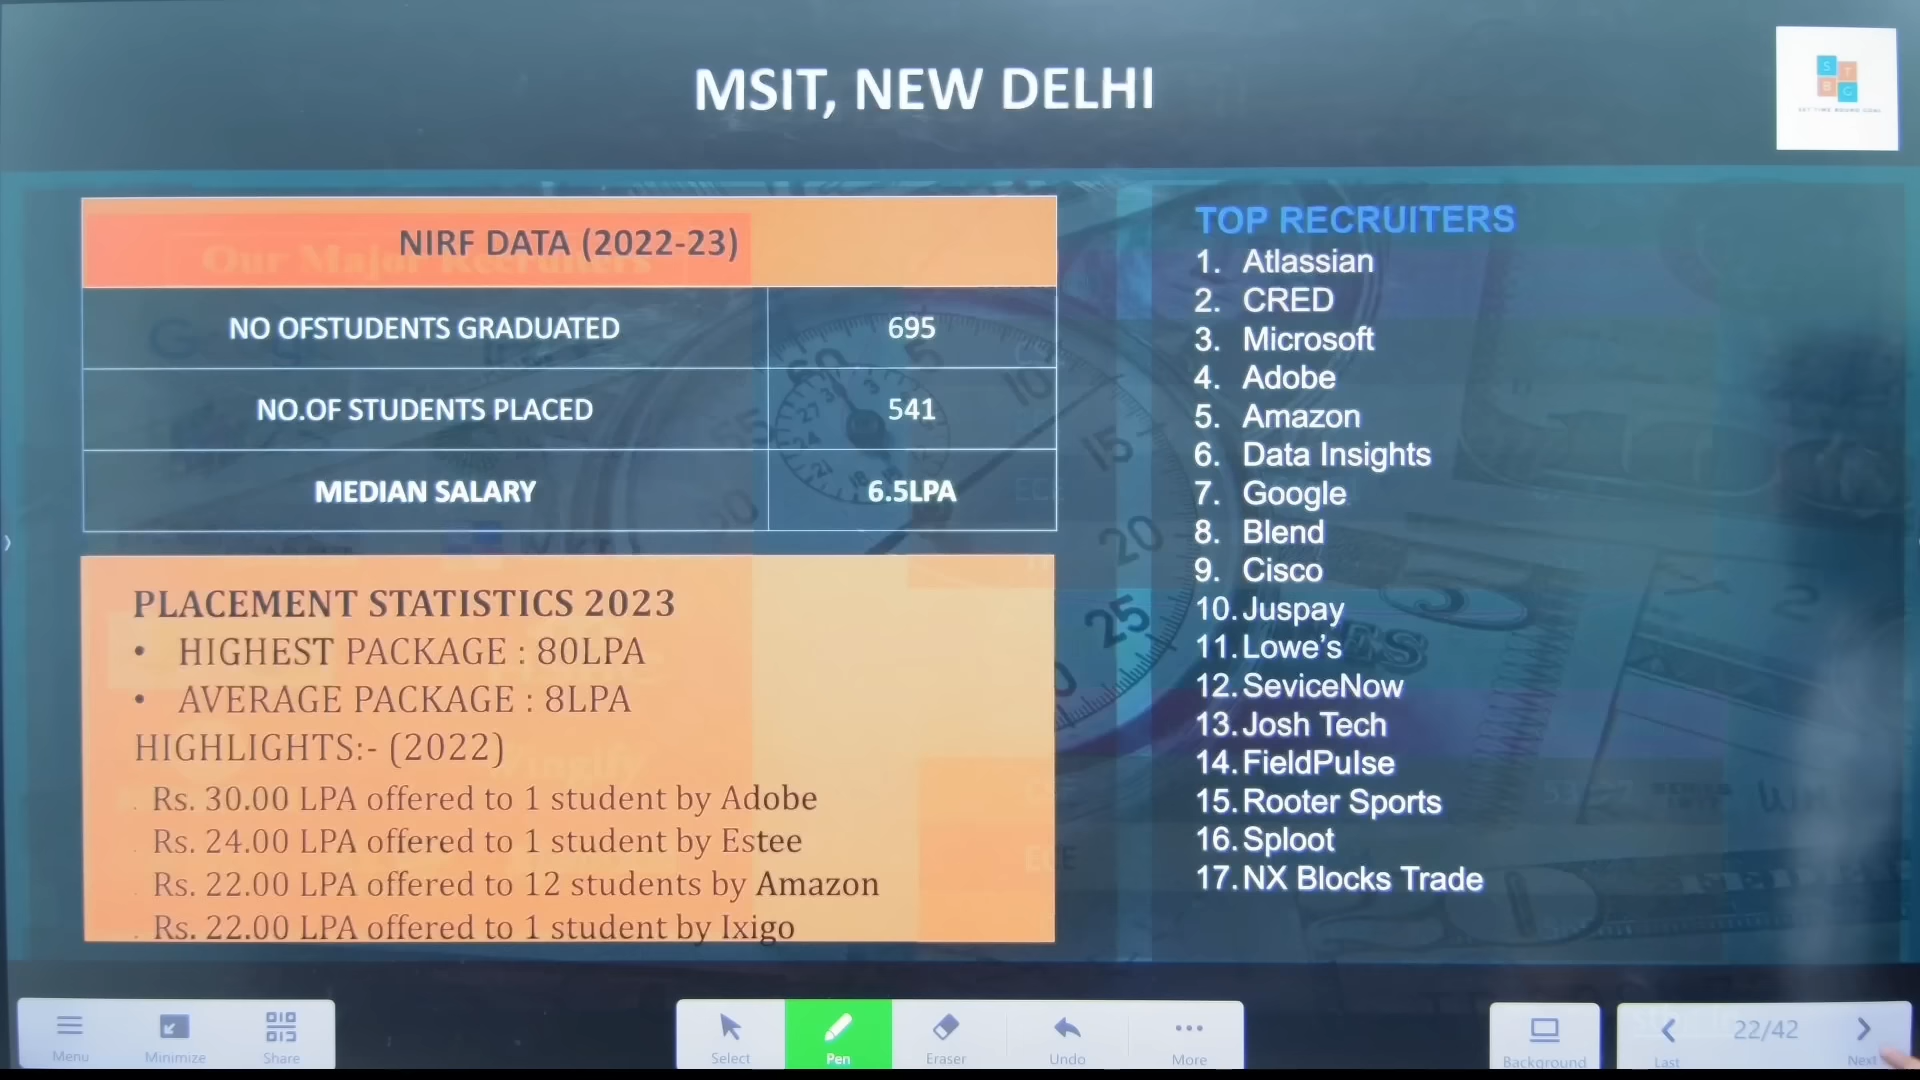 MSIT, NEW DELHI
S T
B G
NIRF DATA (2022-23)
Our Major Recruiters
NO OFSTUDENTS GRADUATED 695
NO.OF STUDENTS PLACED 541
MEDIAN SALARY 6.5LPA
PLACEMENT STATISTICS 2023
• HIGHEST PACKAGE : 80LPA
• AVERAGE PACKAGE : 8LPA
HIGHLIGHTS:- (2022)
. Rs. 30.00 LPA offered to 1 student by Adobe
. Rs. 24.00 LPA offered to 1 student by Estee
. Rs. 22.00 LPA offered to 12 students by Amazon
. Rs. 22.00 LPA offered to 1 student by Ixigo
TOP RECRUITERS
1. Atlassian
2. CRED
3. Microsoft
4. Adobe
5. Amazon
6. Data Insights
7. Google
8. Blend
9. Cisco
10. Juspay
11. Lowe's
12. SeviceNow
13. Josh Tech
14. FieldPulse
15. Rooter Sports
16. Sploot
17. NX Blocks Trade
Menu Minimize Share
Select Pen Eraser Undo More
Background
Last 22/42 Next